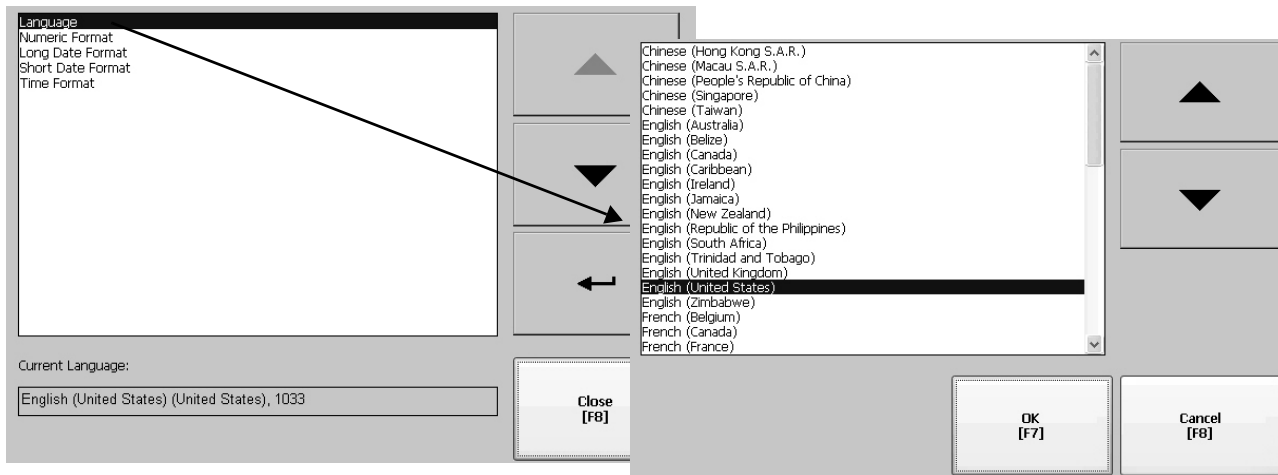 Language
Numeric Format
Long Date Format
Short Date Format
Time Format
Current Language:
English (United States) (United States), 1033
Close
[F8]
Chinese (Hong Kong S.A.R.)
Chinese (Macau S.A.R.)
Chinese (People's Republic of China)
Chinese (Singapore)
Chinese (Taiwan)
English (Australia)
English (Belize)
English (Canada)
English (Caribbean)
English (Ireland)
English (Jamaica)
English (New Zealand)
English (Republic of the Philippines)
English (South Africa)
English (Trinidad and Tobago)
English (United Kingdom)
English (United States)
English (Zimbabwe)
French (Belgium)
French (Canada)
French (France)
OK
[F7]
Cancel
[F8]